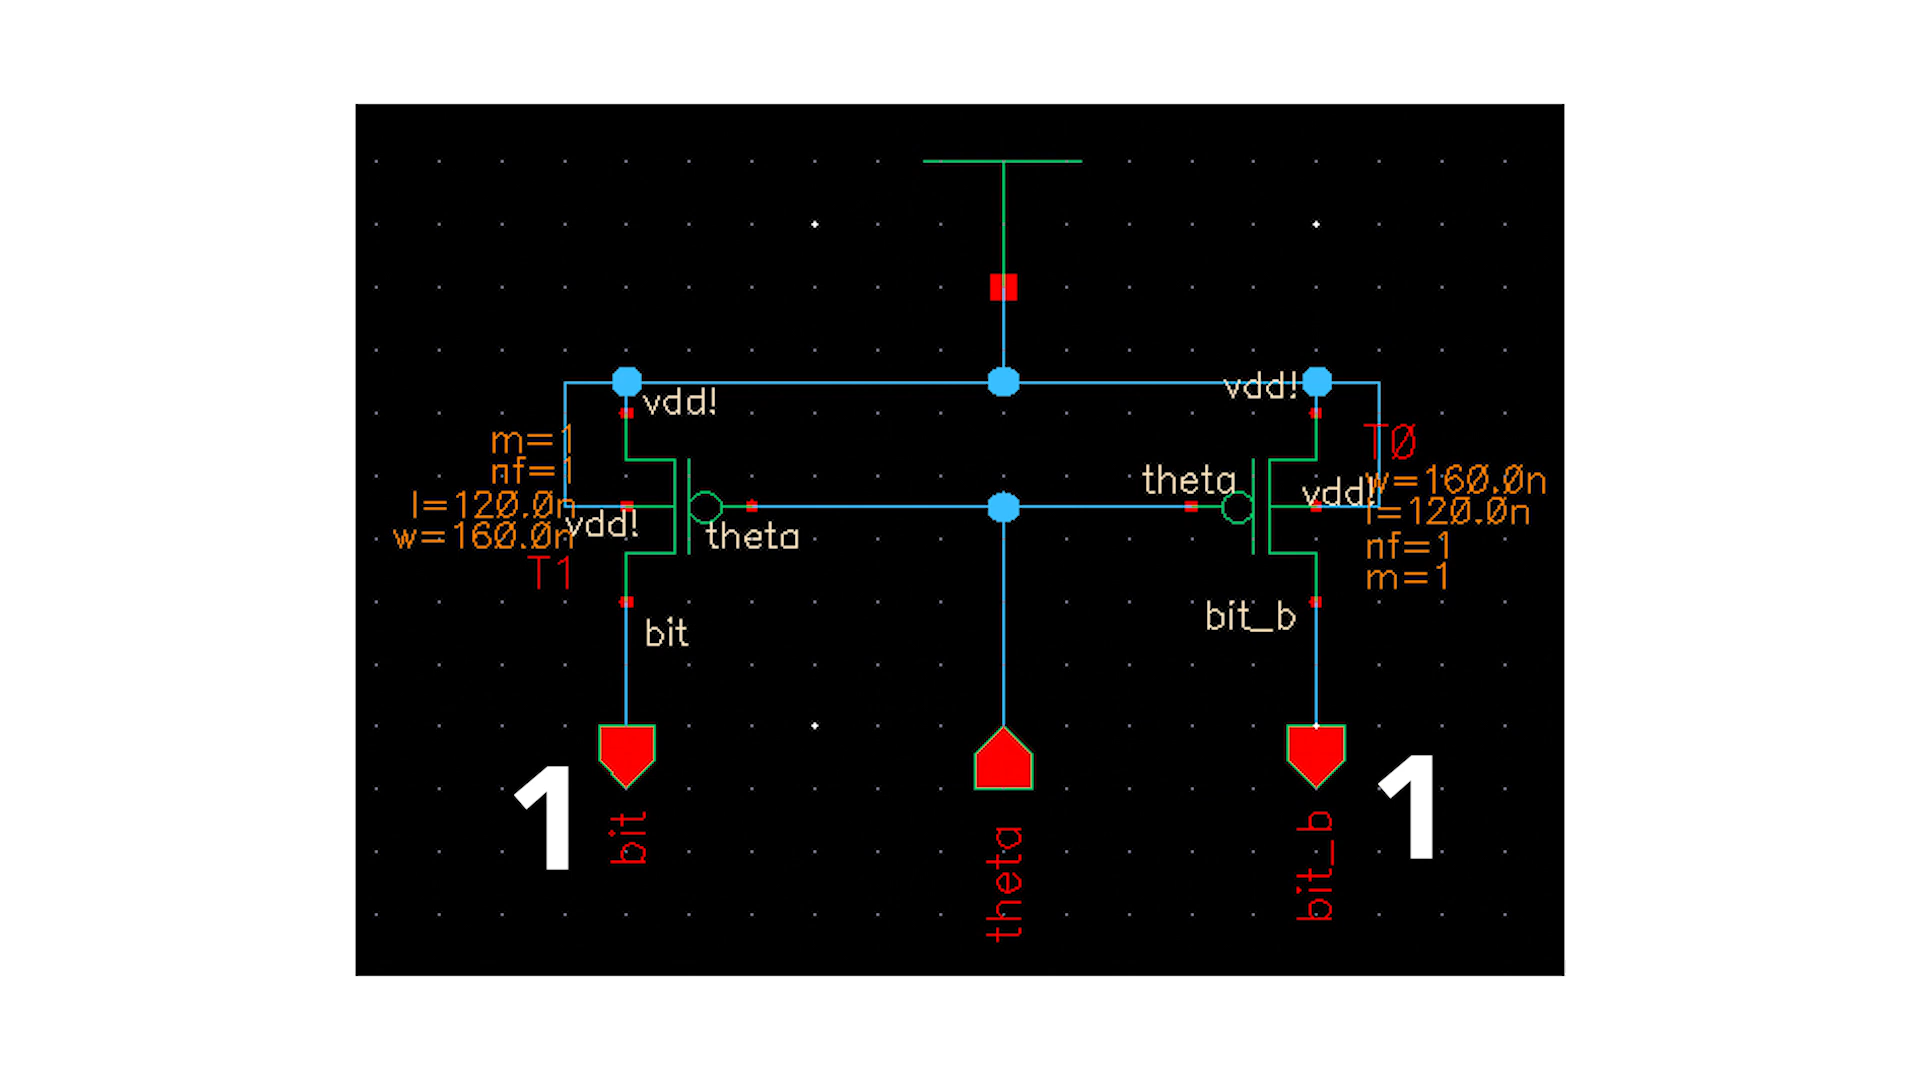 vdd!
vdd!
m=1
nf=1
l=120.0n
w=160.0n
T1
vdd!
theta
theta
vdd!
T0
w=160.0n
l=120.0n
nf=1
m=1
bit
bit_b
1
bit
theta
bit_b
1